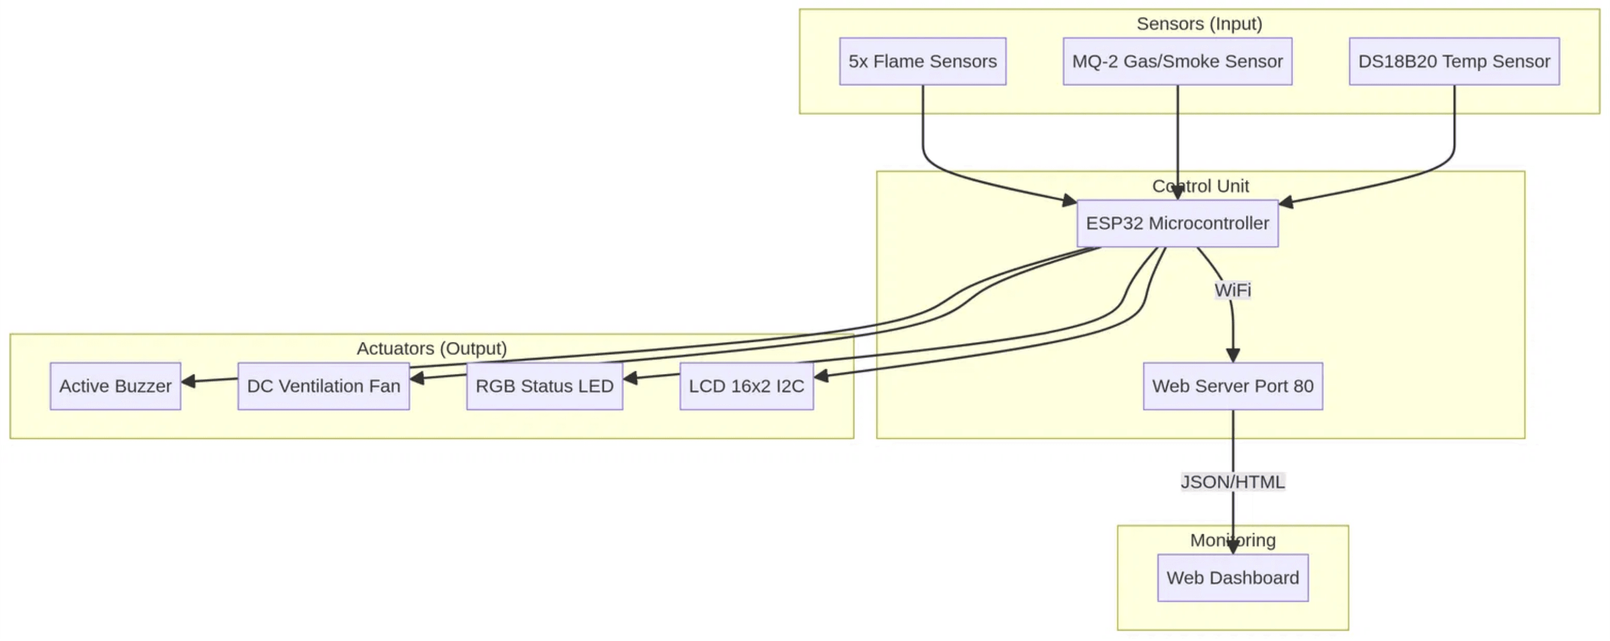 Sensors (Input)
5x Flame Sensors
MQ-2 Gas/Smoke Sensor
DS18B20 Temp Sensor
Control Unit
ESP32 Microcontroller
WiFi
Actuators (Output)
Active Buzzer
DC Ventilation Fan
RGB Status LED
LCD 16x2 I2C
Web Server Port 80
JSON/HTML
Monitoring
Web Dashboard